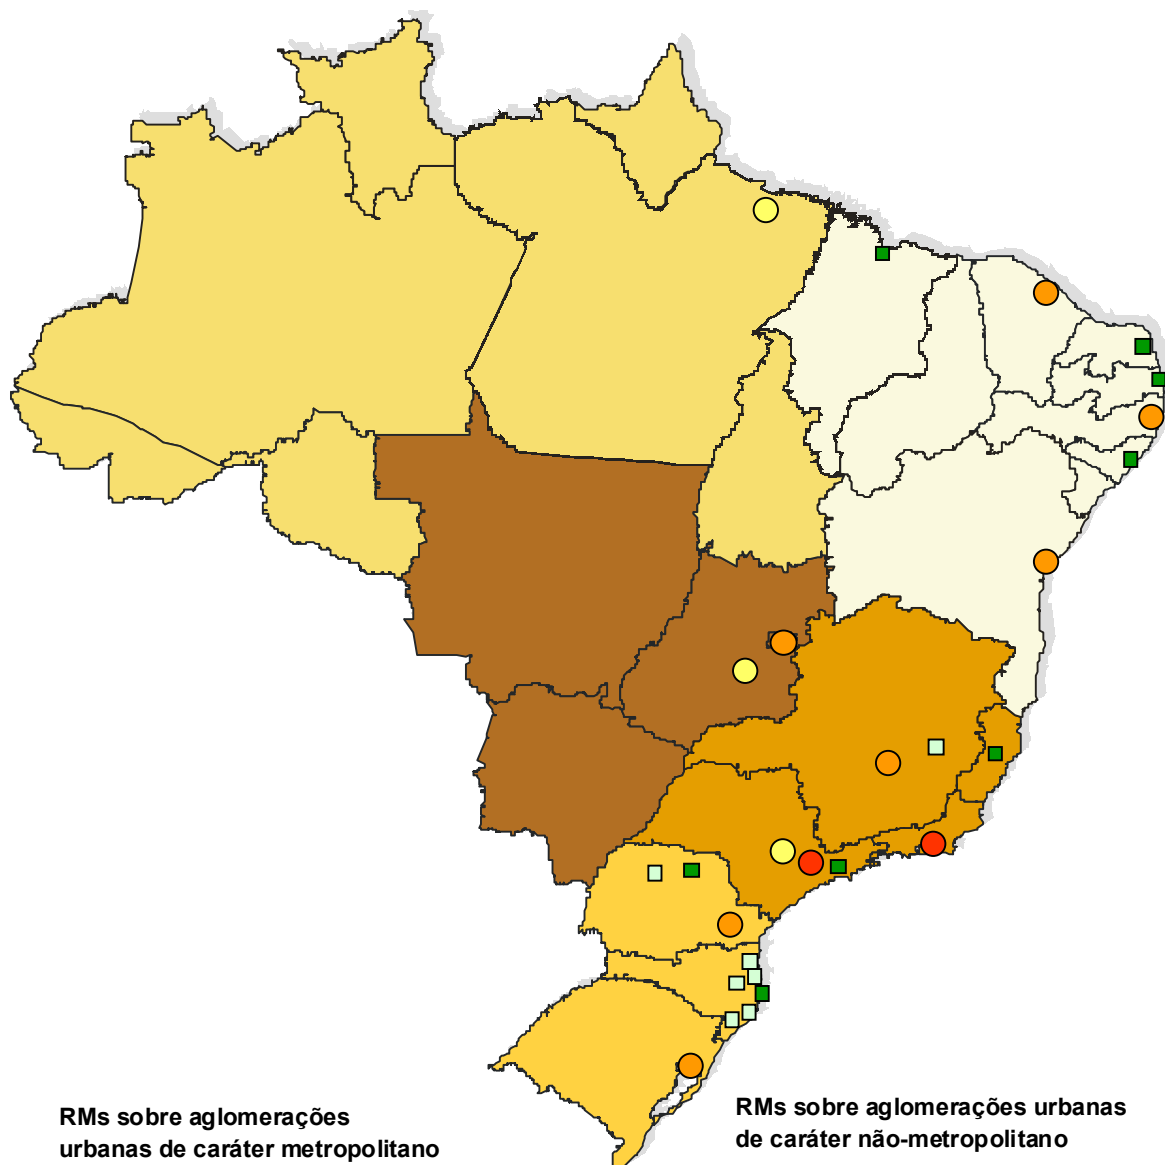 RMs sobre aglomerações
urbanas de caráter metropolitano
RMs sobre aglomerações urbanas
de caráter não-metropolitano